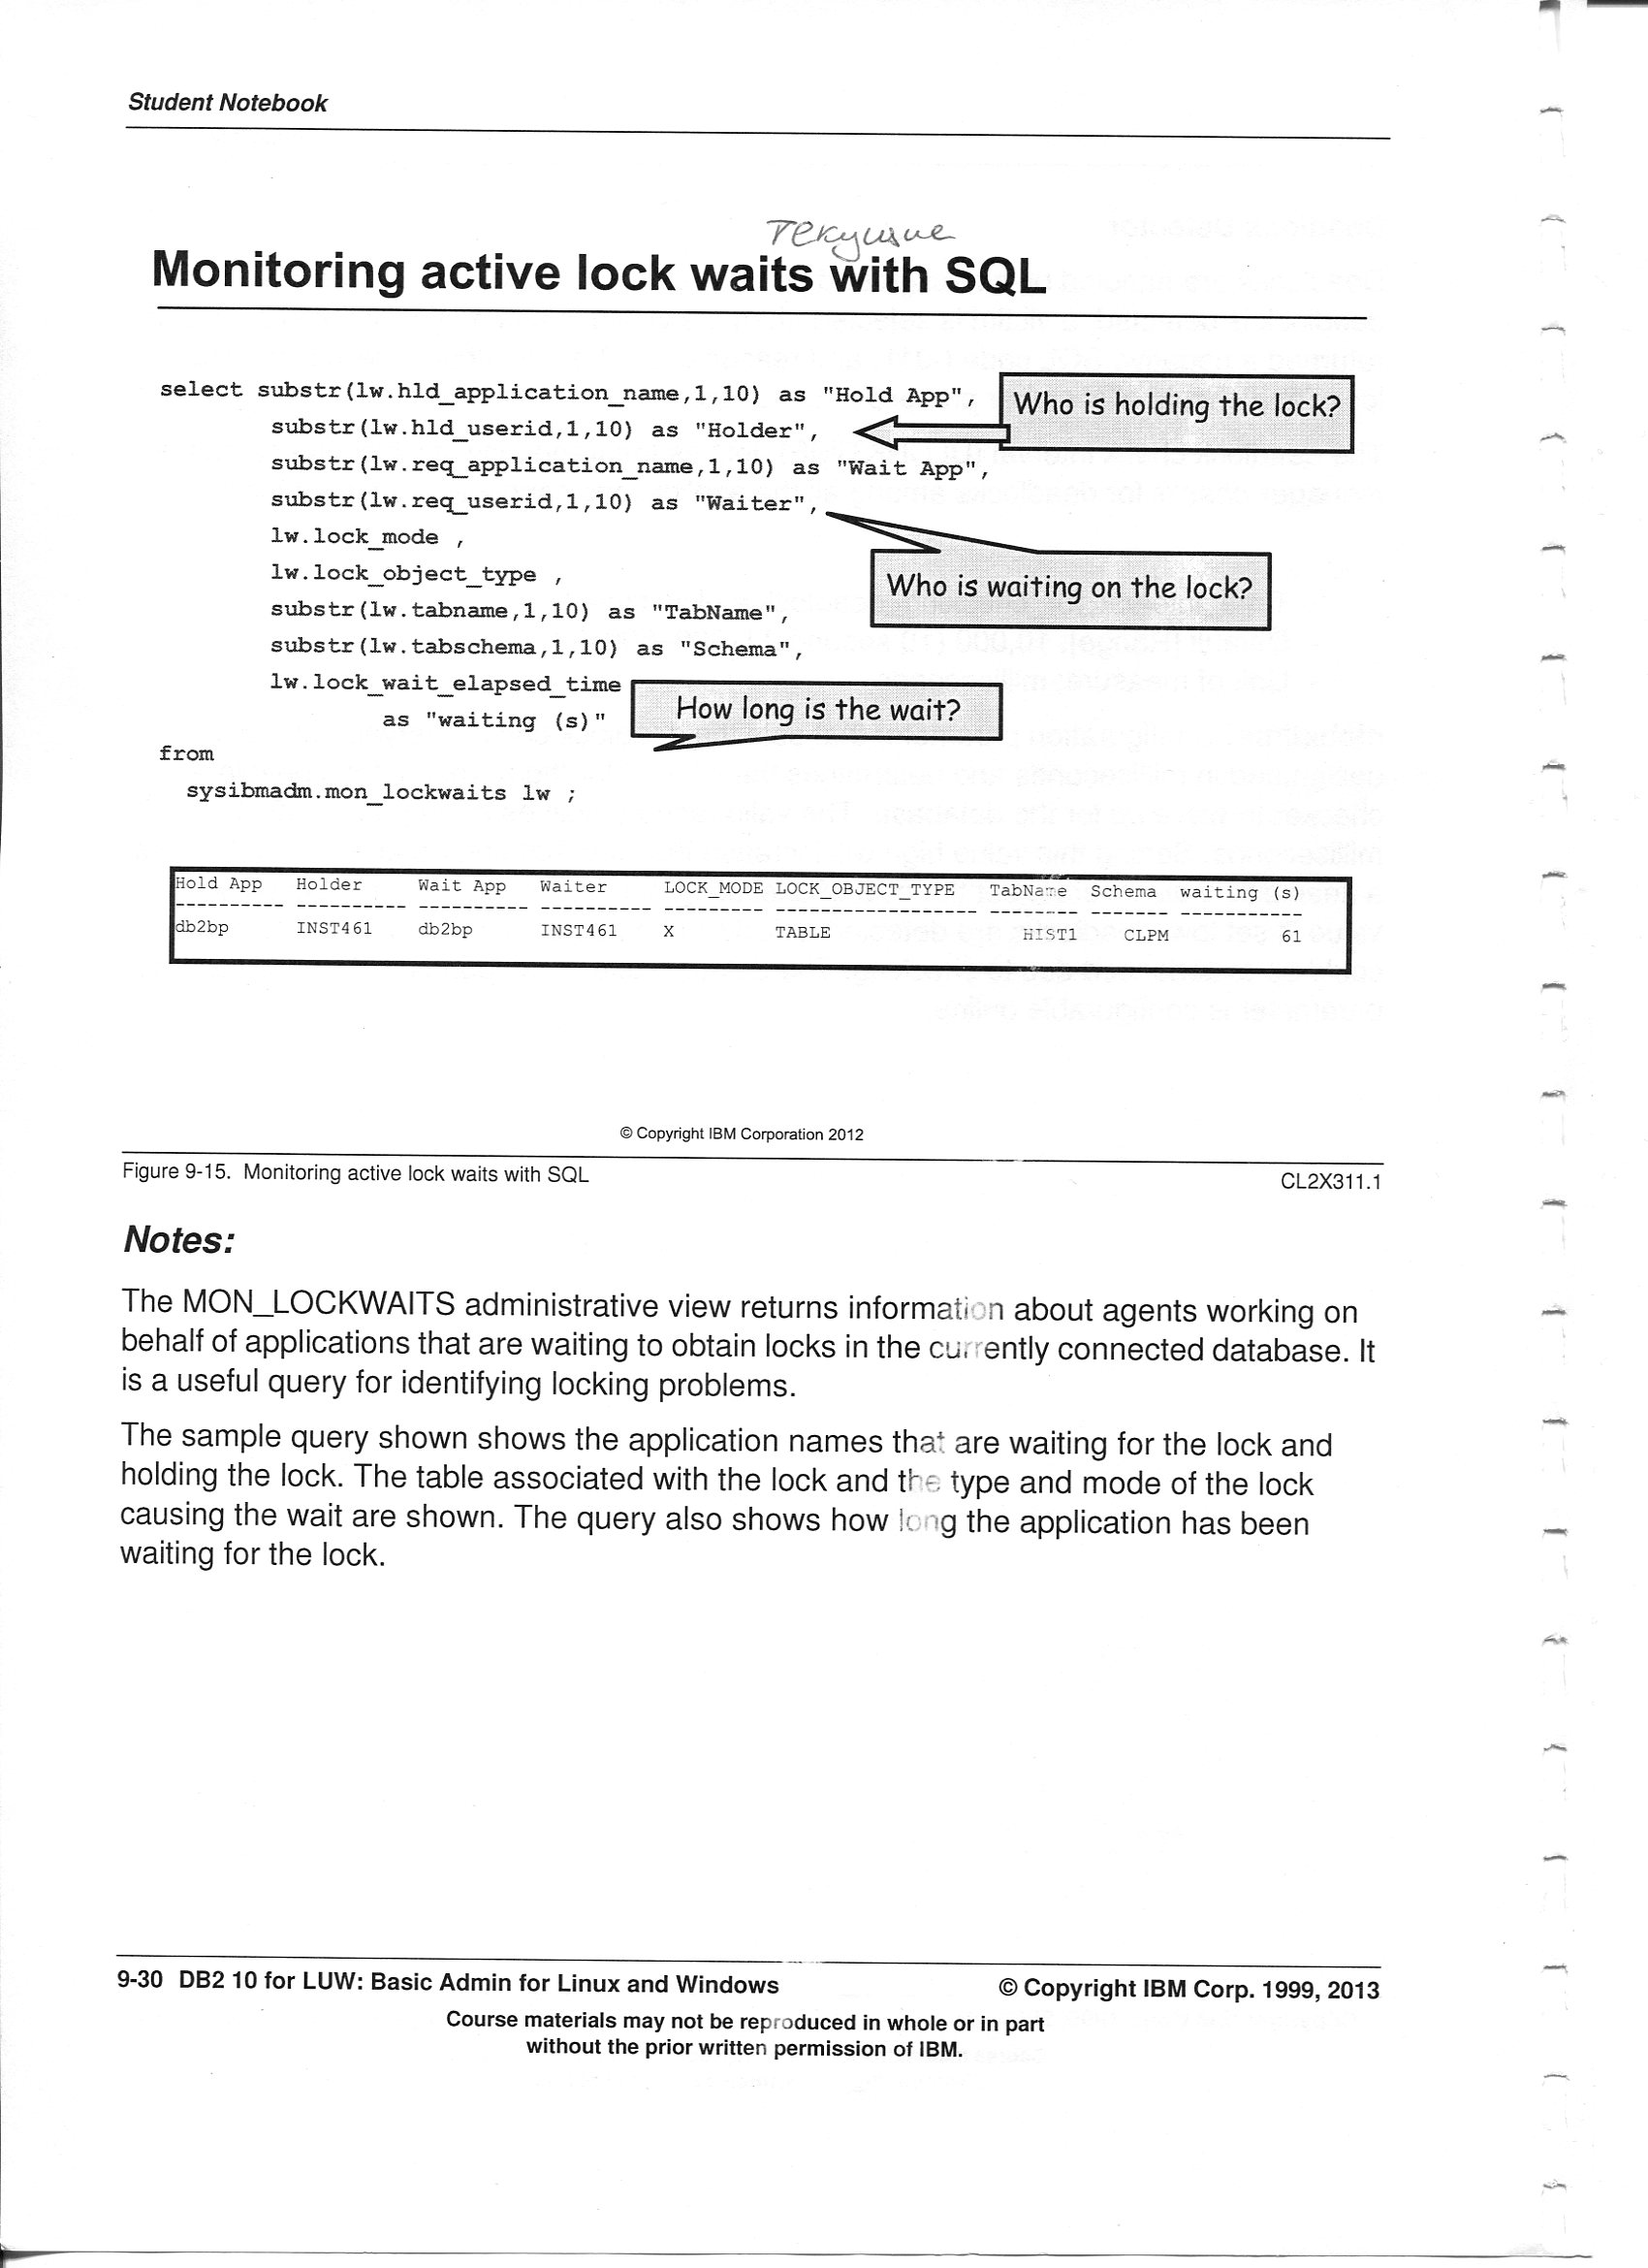 Student Notebook
текущие
Monitoring active lock waits with SQL
select substr(lw.hld_application_name,1,10) as "Hold App",
Who is holding the lock?
substr(lw.hld_userid,1,10) as "Holder",
substr(lw.req_application_name,1,10) as "Wait App",
substr(lw.req_userid,1,10) as "Waiter",
lw.lock_mode ,
lw.lock_object_type ,
Who is waiting on the lock?
substr(lw.tabname,1,10) as "TabName",
substr(lw.tabschema,1,10) as "Schema",
lw.lock_wait_elapsed_time
as "waiting (s)"
How long is the wait?
from
sysibmadm.mon_lockwaits lw ;
Hold App Holder Wait App Waiter LOCK_MODE LOCK_OBJECT_TYPE TabName Schema waiting (s)
---------- ---------- ---------- ---------- --------- ------------------ -------- ------- -----------
db2bp INST461 db2bp INST461 X TABLE HIST1 CLPM 61
© Copyright IBM Corporation 2012
Figure 9-15. Monitoring active lock waits with SQL CL2X311.1
Notes:
The MON_LOCKWAITS administrative view returns information about agents working on
behalf of applications that are waiting to obtain locks in the currently connected database. It
is a useful query for identifying locking problems.
The sample query shown shows the application names that are waiting for the lock and
holding the lock. The table associated with the lock and the type and mode of the lock
causing the wait are shown. The query also shows how long the application has been
waiting for the lock.
9-30 DB2 10 for LUW: Basic Admin for Linux and Windows © Copyright IBM Corp. 1999, 2013
Course materials may not be reproduced in whole or in part
without the prior written permission of IBM.